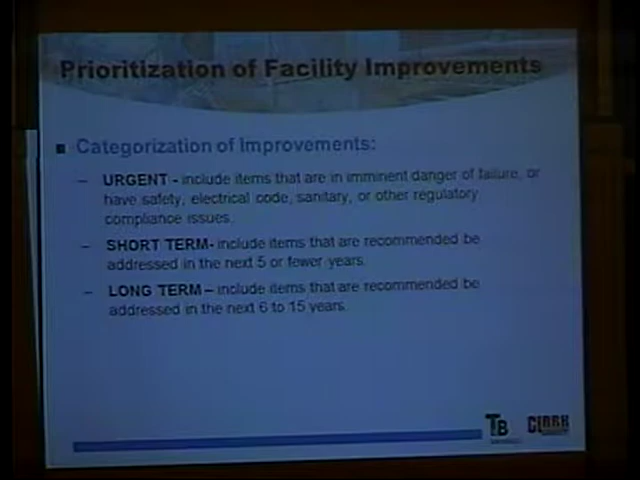 Prioritization of Facility Improvements
Categorization of Improvements:
– URGENT - include items that are in imminent danger of failure, or
have safety, electrical code, sanitary, or other regulatory
compliance issues.
– SHORT TERM- include items that are recommended be
addressed in the next 5 or fewer years.
– LONG TERM – include items that are recommended be
addressed in the next 6 to 15 years.
TB
CLARK